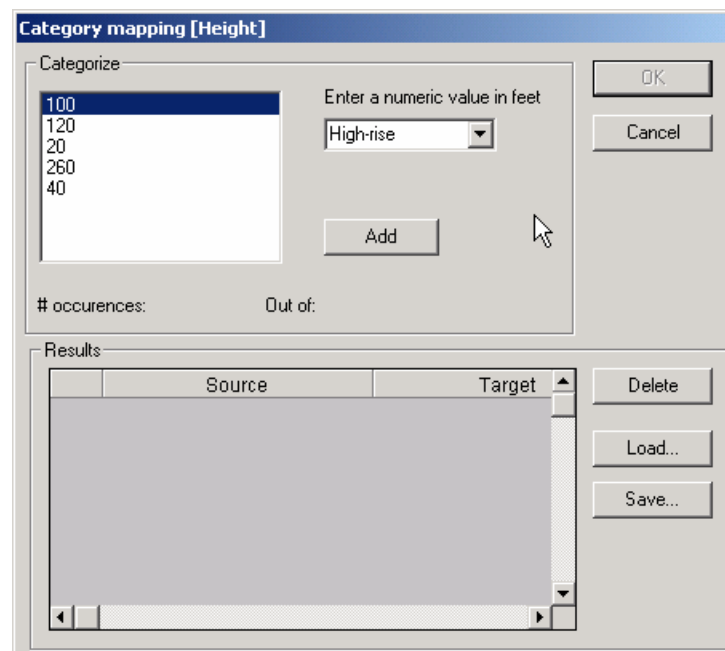 Category mapping [Height]
Categorize
100
120
20
260
40
Enter a numeric value in feet
High-rise
Add
# occurences:
Out of:
OK
Cancel
Results
Source
Target
Delete
Load...
Save...